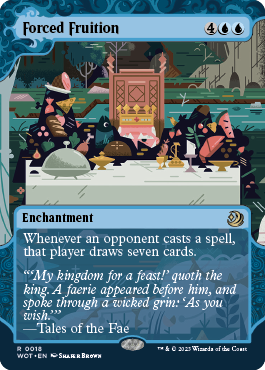 Forced Fruition 4
Enchantment
Whenever an opponent casts a spell,
that player draws seven cards.
“‘My kingdom for a feast!’ quoth the
king. A faerie appeared before him, and
spoke through a wicked grin: ‘As you
wish.’”
—Tales of the Fae
R 0018
WOT • EN Shafer Brown
™ & © 2023 Wizards of the Coast